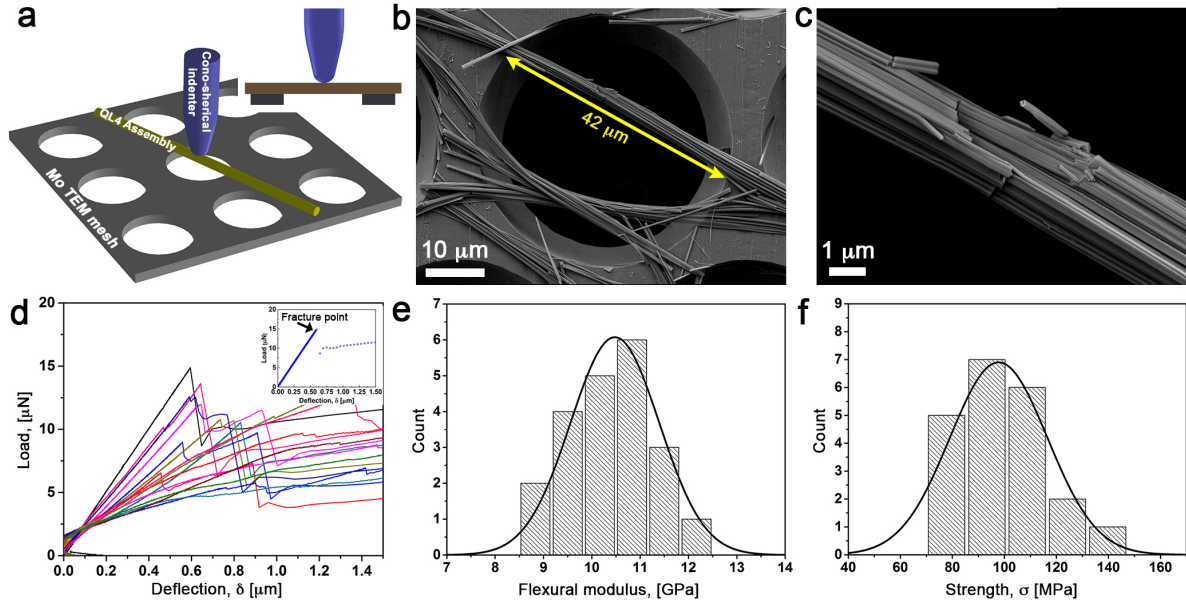 a
Cono-sherical
indenter
QL4 Assembly
Mo TEM mesh
b
42 μm
10 μm
c
1 μm
d
Load, [μN]
20
15
10
5
0
0.0 0.2 0.4 0.6 0.8 1.0 1.2 1.4
Deflection, δ [μm]
Fracture point
Load [μN]
20
15
10
5
0
0.00 0.25 0.50 0.75 1.00 1.25 1.50
Deflection, δ [μm]
e
Count
7
6
5
4
3
2
1
0
7 8 9 10 11 12 13 14
Flexural modulus, [GPa]
f
Count
9
8
7
6
5
4
3
2
1
0
40 60 80 100 120 140 160
Strength, σ [MPa]